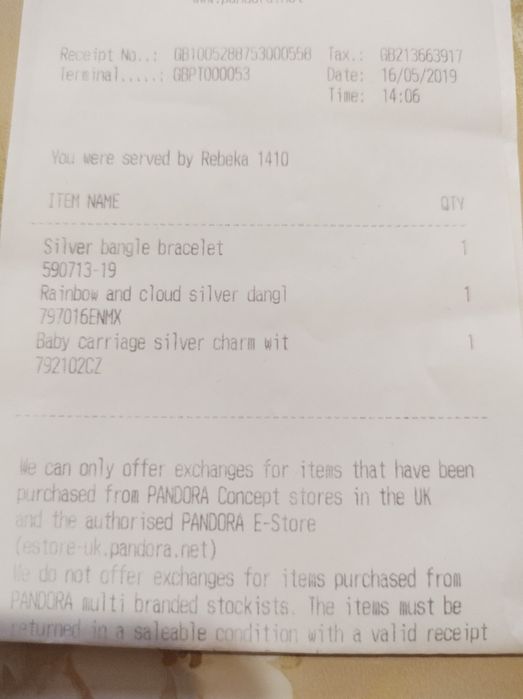 www.pandora.net
Receipt No..: GB1005288753000558 Tax.: GB213663917
Terminal.....: GBPT000053 Date: 16/05/2019
Time: 14:06
You were served by Rebeka 1410
ITEM NAME QTY
Silver bangle bracelet 1
590713-19
Rainbow and cloud silver dangl 1
797016ENMX
Baby carriage silver charm wit 1
792102CZ
We can only offer exchanges for items that have been
purchased from PANDORA Concept stores in the UK
and the authorised PANDORA E-Store
(estore-uk.pandora.net)
We do not offer exchanges for items purchased from
PANDORA multi branded stockists. The items must be
returned in a saleable condition with a valid receipt